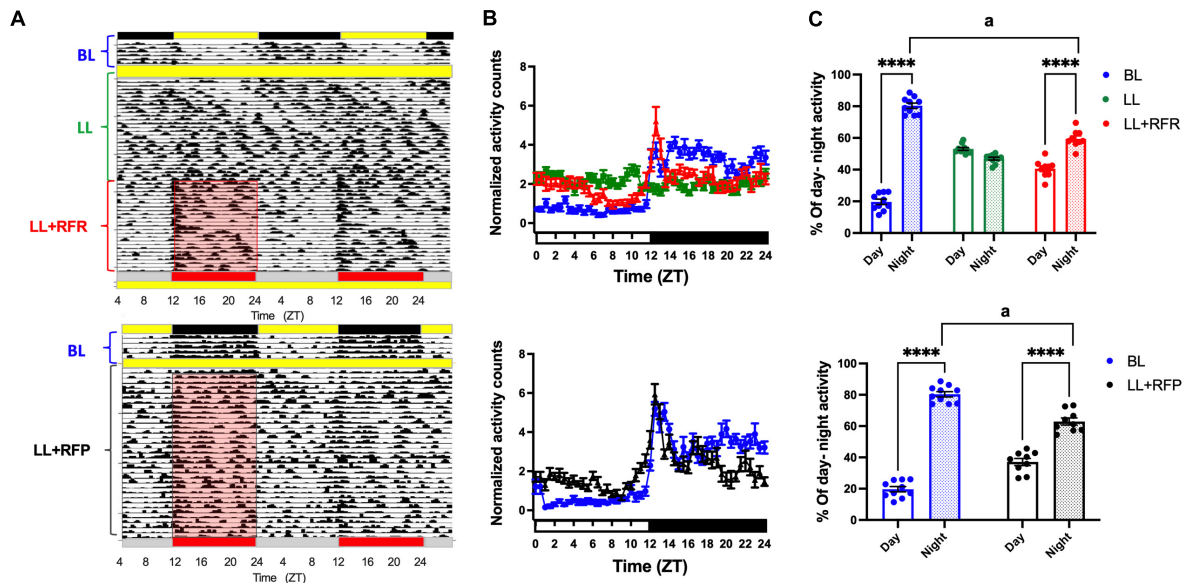 A
BL
LL
LL+RFR
4 8 12 16 20 24 4 8 12 16 20 24
Time (ZT)
BL
LL+RFP
4 8 12 16 20 24 4 8 12 16 20 24
Time (ZT)
B
Normalized activity counts
8
6
4
2
0
0 2 4 6 8 10 12 14 16 18 20 22 24
Time (ZT)
Normalized activity counts
8
6
4
2
0
0 2 4 6 8 10 12 14 16 18 20 22 24
Time (ZT)
C
a
**** ****
% Of day- night activity
100
80
60
40
20
0
Day Night Day Night Day Night
BL
LL
LL+RFR
a
**** ****
% Of day- night activity
100
80
60
40
20
0
Day Night Day Night
BL
LL+RFP